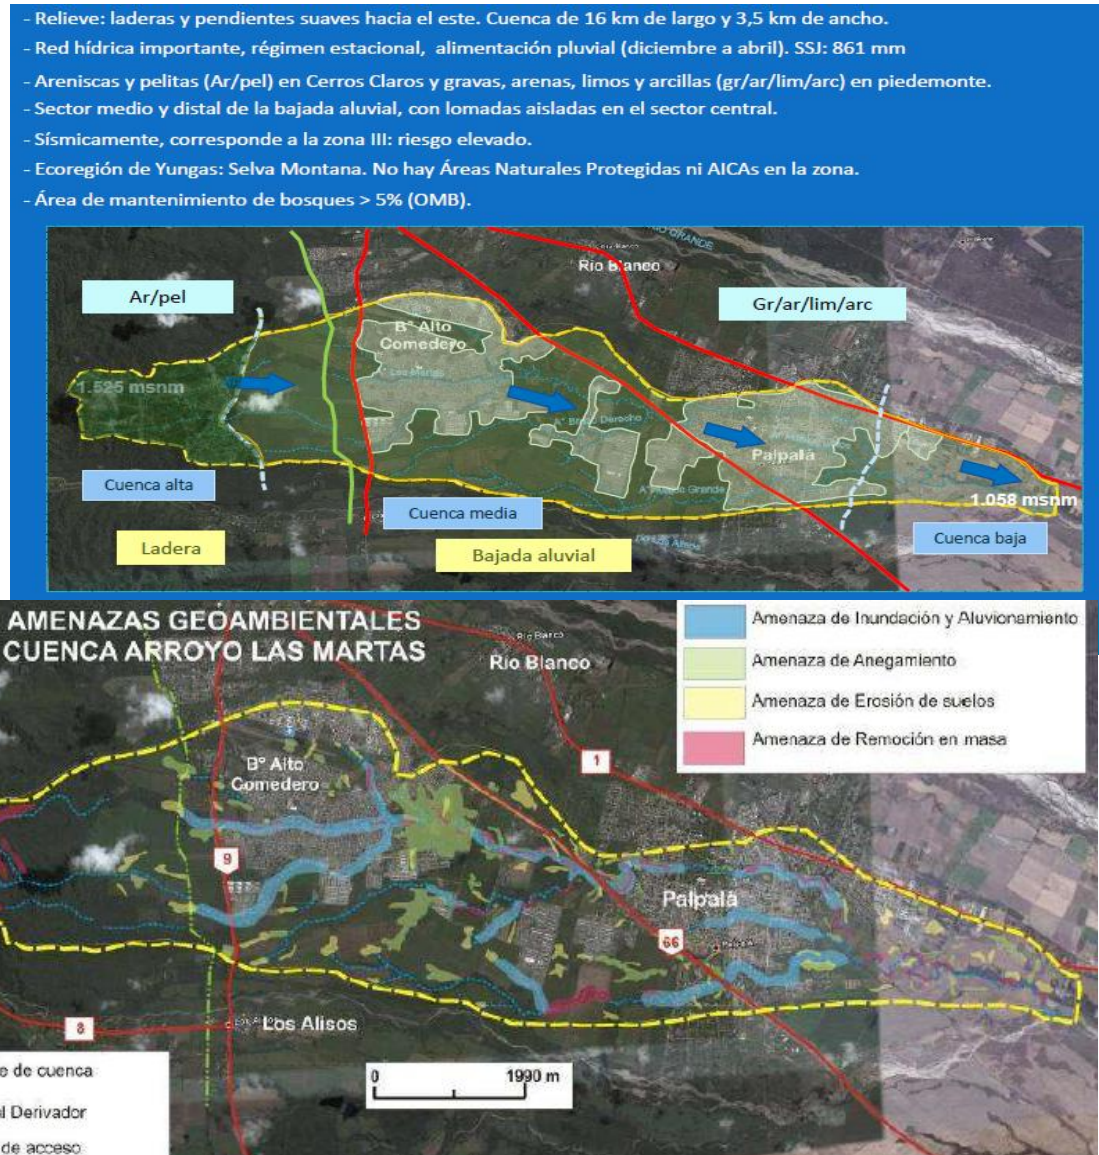 - Relieve: laderas y pendientes suaves hacia el este. Cuenca de 16 km de largo y 3,5 km de ancho.
- Red hídrica importante, régimen estacional, alimentación pluvial (diciembre a abril). SSJ: 861 mm
- Areniscas y pelitas (Ar/pel) en Cerros Claros y gravas, arenas, limos y arcillas (gr/ar/lim/arc) en piedemonte.
- Sector medio y distal de la bajada aluvial, con lomadas aisladas en el sector central.
- Sísmicamente, corresponde a la zona III: riesgo elevado.
- Ecoregión de Yungas: Selva Montana. No hay Áreas Naturales Protegidas ni AICAs en la zona.
- Área de mantenimiento de bosques > 5% (OMB).
GRANDE
Río Blanco
Ar/pel
Gr/ar/lim/arc
B° Alto
Comedero
1.525 msnm
Derecho
Palpalá
Grande
Cuenca alta
1.058 msnm
Cuenca media
Cuenca baja
Ladera
Bajada aluvial
AMENAZAS GEOAMBIENTALES
CUENCA ARROYO LAS MARTAS
Río Blanco
Río Blanco
Amenaza de Inundación y Aluvionamiento
Amenaza de Anegamiento
Amenaza de Erosión de suelos
Amenaza de Remoción en masa
1
B° Alto
Comedero
9
Palpalá
66
Palpalá
8
Los Alisos
e de cuenca
0 1990 m
l Derivador
de acceso